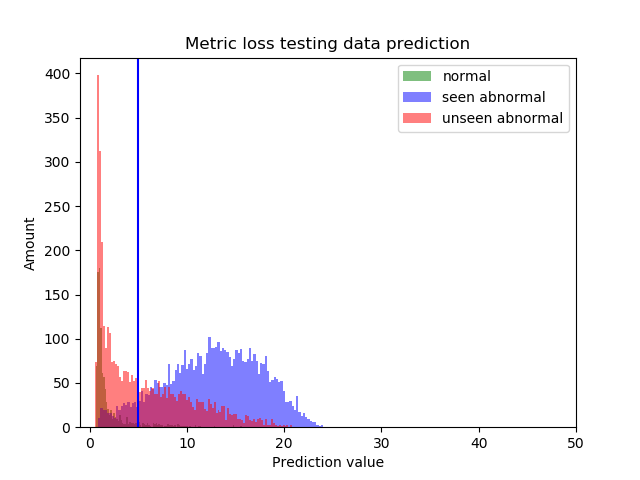 Metric loss testing data prediction
normal
seen abnormal
unseen abnormal
Amount
400
350
300
250
200
150
100
50
0
0 10 20 30 40 50
Prediction value